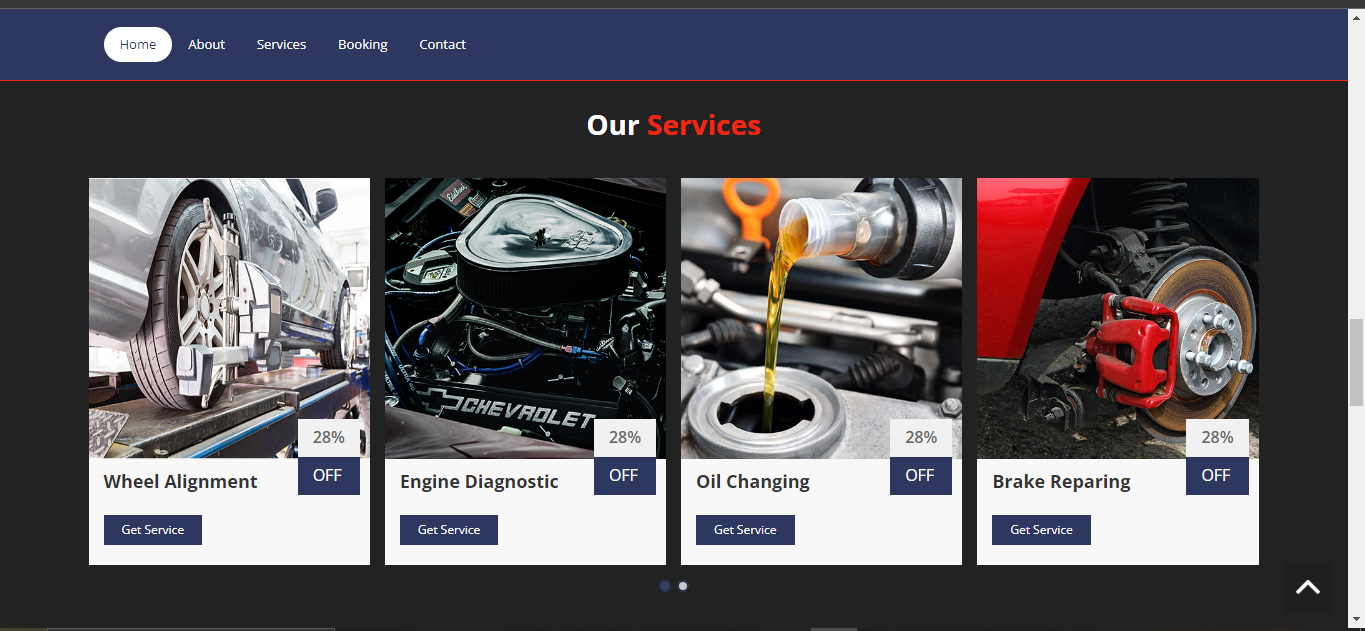 Home About Services Booking Contact
Our Services
28%
OFF
Wheel Alignment
Get Service
CHEVROLET
28%
OFF
Engine Diagnostic
Get Service
28%
OFF
Oil Changing
Get Service
28%
OFF
Brake Reparing
Get Service